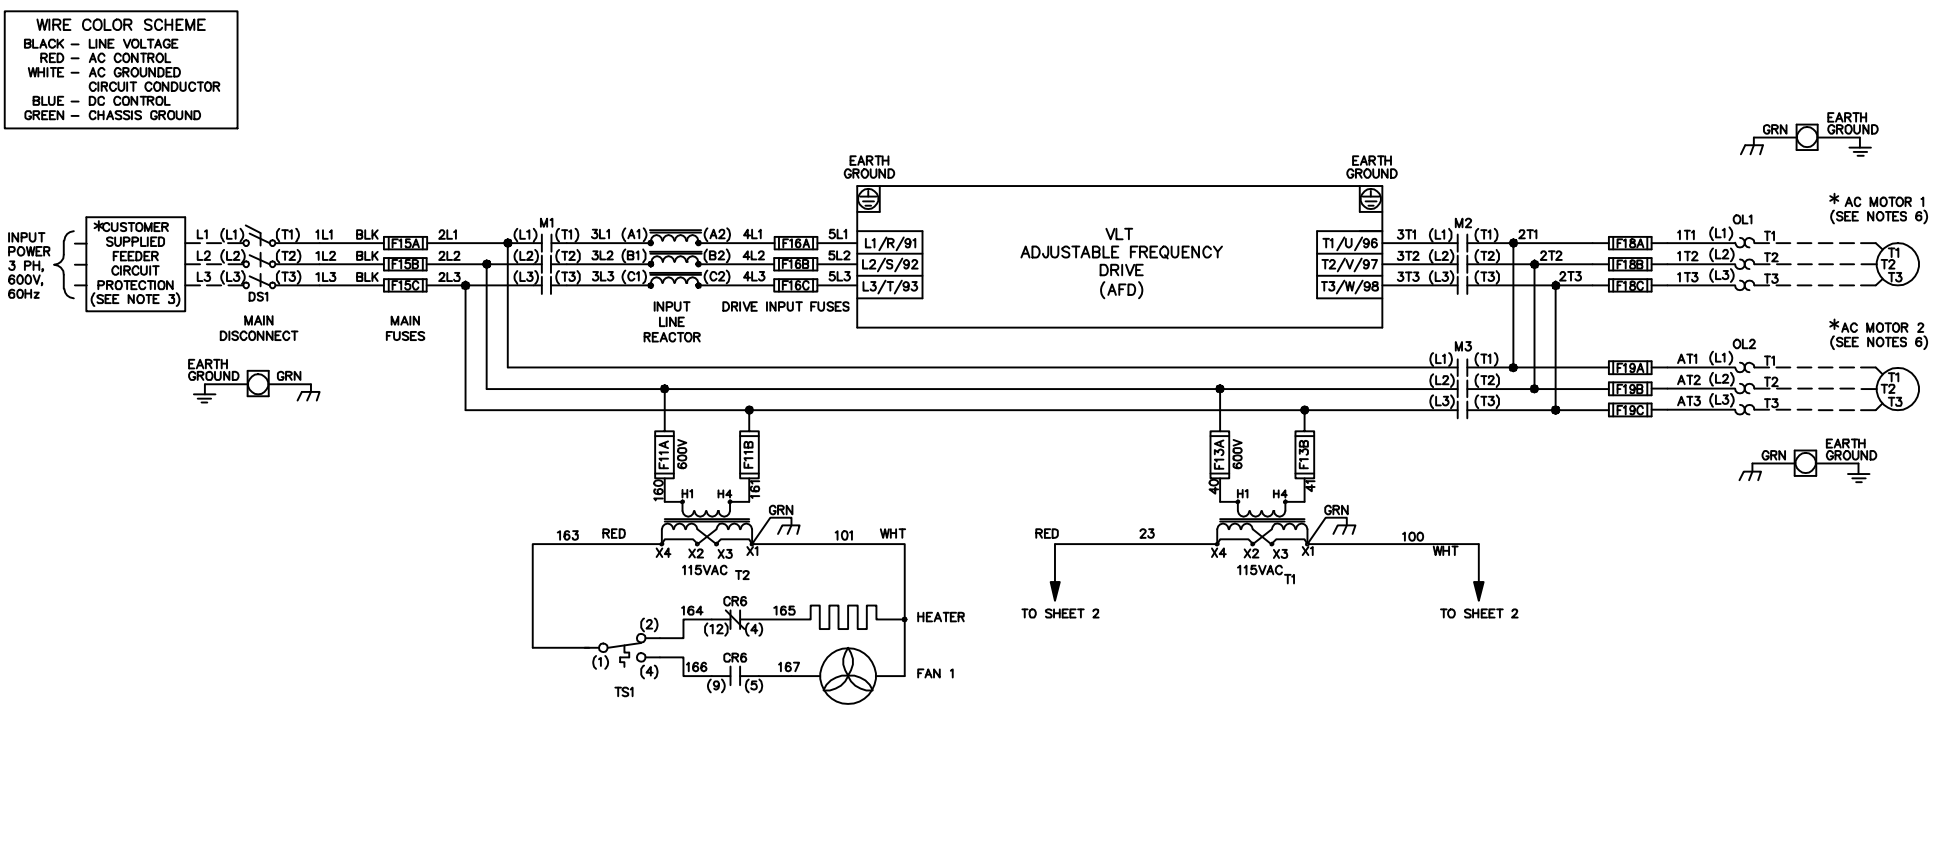 WIRE COLOR SCHEME
BLACK – LINE VOLTAGE
RED – AC CONTROL
WHITE – AC GROUNDED
CIRCUIT CONDUCTOR
BLUE – DC CONTROL
GREEN – CHASSIS GROUND
GRN
EARTH
GROUND
EARTH
GROUND
EARTH
GROUND
* AC MOTOR 1
(SEE NOTES 6)
INPUT
POWER
3 PH,
600V,
60Hz
*CUSTOMER
SUPPLIED
FEEDER
CIRCUIT
PROTECTION
(SEE NOTE 3)
L1 (L1) (T1) 1L1 BLK F15A 2L1 (L1) M1 (T1) 3L1 (A1) (A2) 4L1 F16A 5L1 L1/R/91
L2 (L2) (T2) 1L2 BLK F15B 2L2 (L2) (T2) 3L2 (B1) (B2) 4L2 F16B 5L2 L2/S/92
L3 (L3) (T3) 1L3 BLK F15C 2L3 (L3) (T3) 3L3 (C1) (C2) 4L3 F16C 5L3 L3/T/93
DS1
MAIN
DISCONNECT
MAIN
FUSES
INPUT
LINE
REACTOR
DRIVE INPUT FUSES
VLT
ADJUSTABLE FREQUENCY
DRIVE
(AFD)
T1/U/96 3T1 (L1) M2 (T1) 2T1 F18A 1T1 (L1) OL1 T1 T1
T2/V/97 3T2 (L2) (T2) 2T2 F18B 1T2 (L2) T2 T2
T3/W/98 3T3 (L3) (T3) 2T3 F18C 1T3 (L3) T3 T3
EARTH
GROUND
GRN
* AC MOTOR 2
(SEE NOTES 6)
(L1) M3 (T1) F19A AT1 (L1) OL2 T1 T1
(L2) (T2) F19B AT2 (L2) T2 T2
(L3) (T3) F19C AT3 (L3) T3 T3
GRN
EARTH
GROUND
F11A
600V
F11B
160
161
H1 H4
GRN
163 RED
X4 X2 X3 X1
101 WHT
115VAC T2
F13A
600V
F13B
40
41
H1 H4
GRN
RED 23
X4 X2 X3 X1
100
WHT
115VAC T1
TO SHEET 2
TO SHEET 2
(2) 164 CR6 165
(12) (4)
HEATER
(1)
(4) 166 CR6 167
(9) (5)
FAN 1
TS1